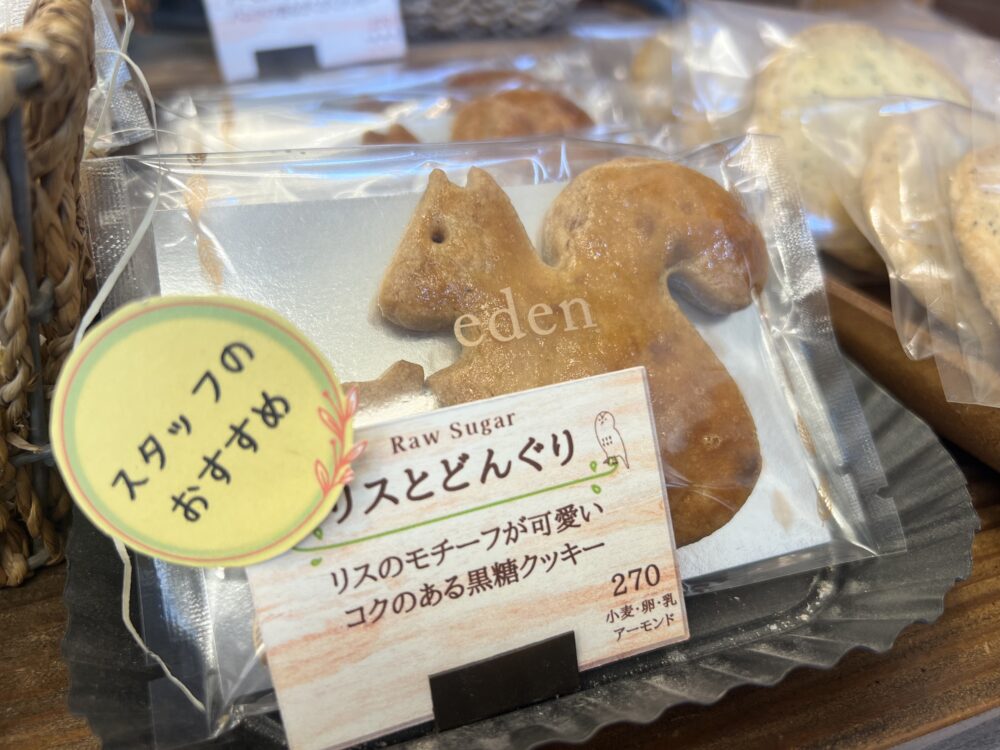 eden
スタッフの
おすすめ
Raw Sugar
リスとどんぐり
リスのモチーフが可愛い
コクのある黒糖クッキー
270
小麦・卵・乳
アーモンド